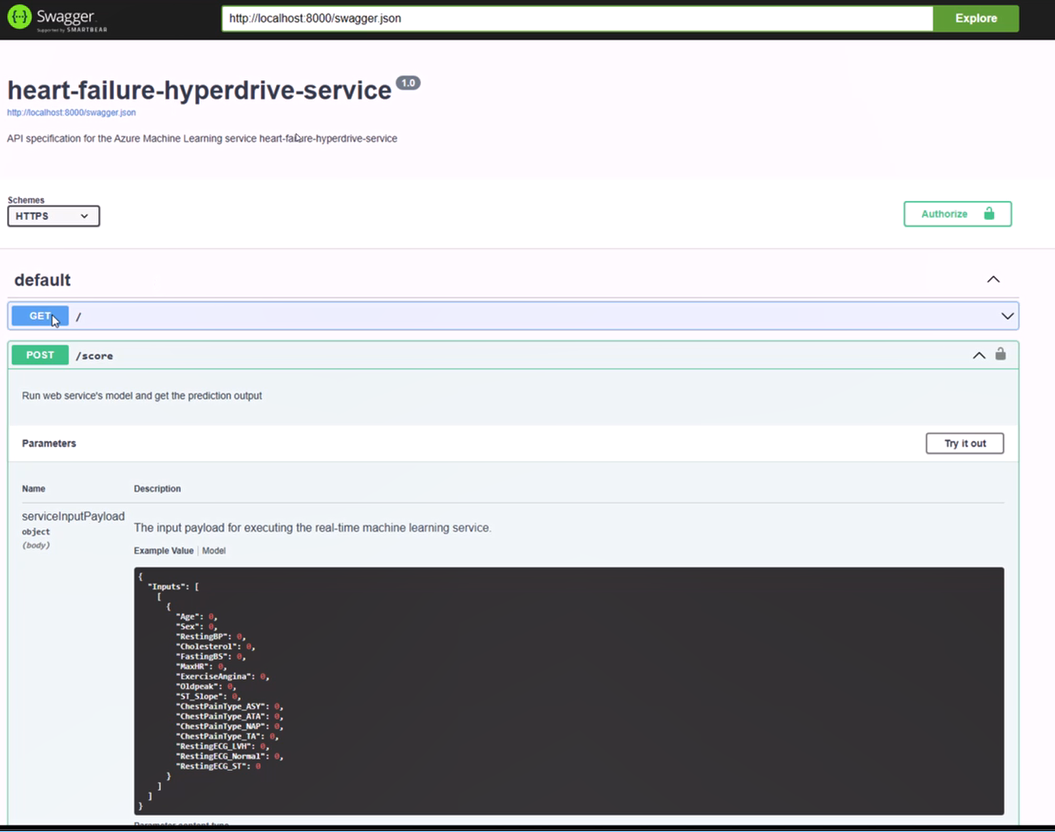 Swagger
Supported by SMARTBEAR
http://localhost:8000/swagger.json
Explore
heart-failure-hyperdrive-service 1.0
http://localhost:8000/swagger.json
API specification for the Azure Machine Learning service heart-failure-hyperdrive-service
Schemes
HTTPS
Authorize
default
GET /
POST /score
Run web service's model and get the prediction output
Parameters
Try it out
Name Description
serviceInputPayload
object
(body)
The input payload for executing the real-time machine learning service.
Example Value | Model
{
"Inputs": [
[
{
"Age": 0,
"Sex": 0,
"RestingBP": 0,
"Cholesterol": 0,
"FastingBS": 0,
"MaxHR": 0,
"ExerciseAngina": 0,
"Oldpeak": 0,
"ST_Slope": 0,
"ChestPainType_ASY": 0,
"ChestPainType_ATA": 0,
"ChestPainType_NAP": 0,
"ChestPainType_TA": 0,
"RestingECG_LVH": 0,
"RestingECG_Normal": 0,
"RestingECG_ST": 0
}
]
]
}
Parameter content type